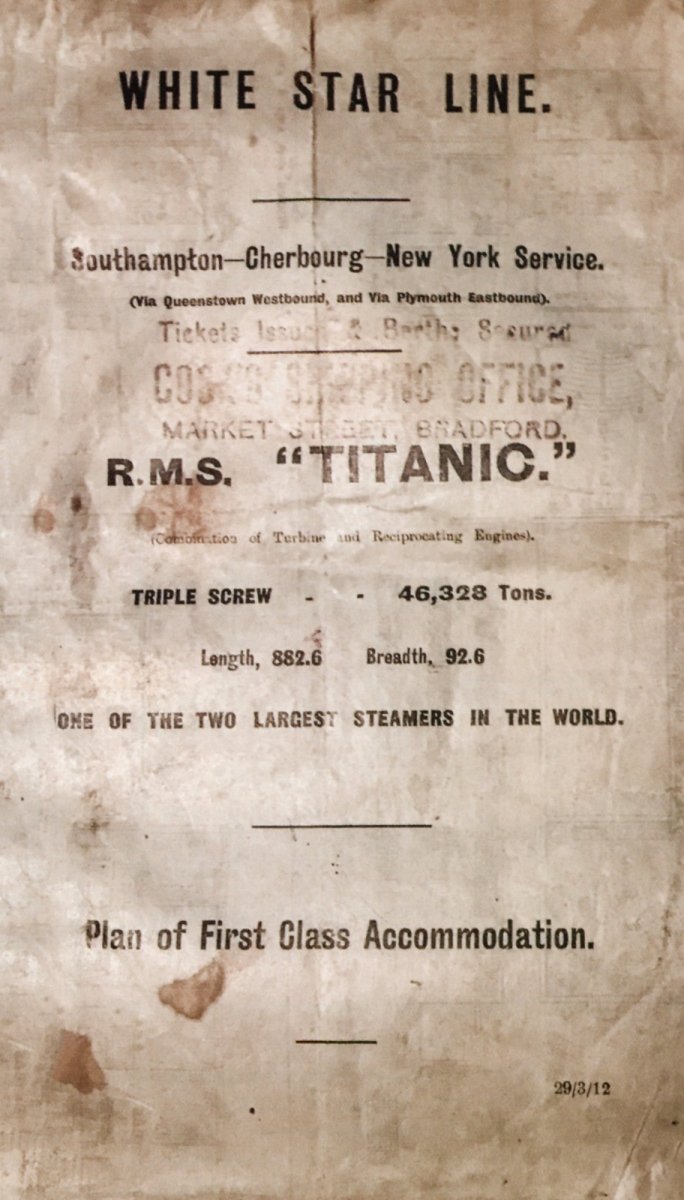 WHITE STAR LINE.
Southampton—Cherbourg—New York Service.
(Via Queenstown Westbound, and Via Plymouth Eastbound).
Tickets Issued & Berths Secured
OFFICE,
MARKET STREET, BRADFORD.
R.M.S. “TITANIC.”
(Combination of Turbine and Reciprocating Engines).
TRIPLE SCREW - - 46,328 Tons.
Length, 882.6 Breadth, 92.6
ONE OF THE TWO LARGEST STEAMERS IN THE WORLD.
Plan of First Class Accommodation.
29/3/12